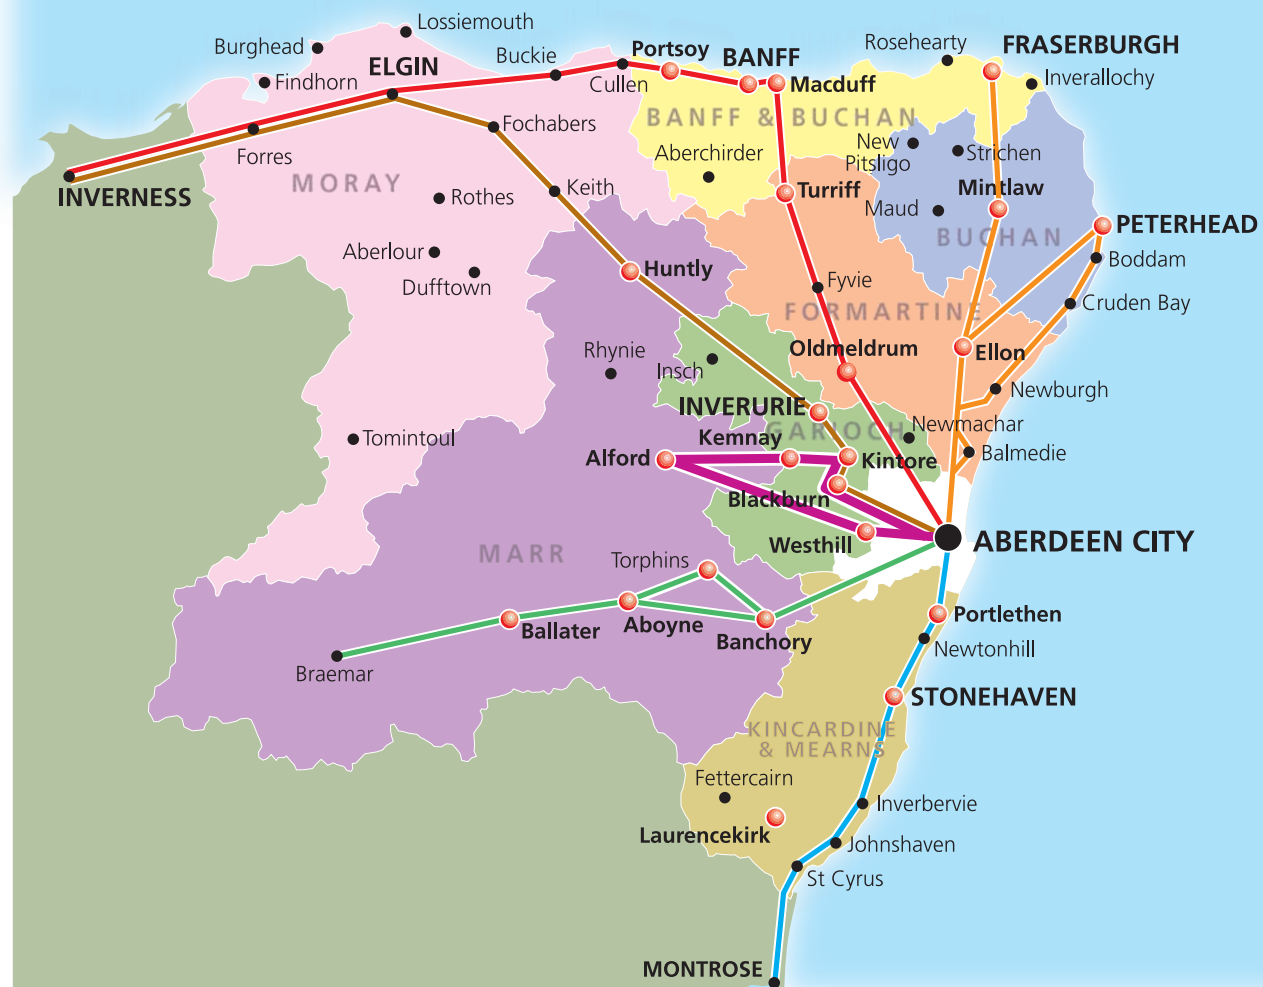 Lossiemouth
Burghead
Portsoy
BANFF
Rosehearty
FRASERBURGH
ELGIN
Buckie
Findhorn
Cullen
Macduff
Inverallochy
BANFF & BUCHAN
Fochabers
New
Pitsligo
Forres
Aberchirder
Strichen
MORAY
Keith
Turriff
Mintlaw
INVERNESS
Rothes
Maud
PETERHEAD
BUCHAN
Aberlour
Huntly
Boddam
Dufftown
Fyvie
Cruden Bay
FORMARTINE
Rhynie
Oldmeldrum
Ellon
Insch
Newburgh
INVERURIE
GARIOCH
Newmachar
Tomintoul
Kemnay
Balmedie
Alford
Kintore
Blackburn
Westhill
ABERDEEN CITY
MARR
Torphins
Portlethen
Ballater
Aboyne
Banchory
Newtonhill
Braemar
STONEHAVEN
KINCARDINE
& MEARNS
Fettercairn
Inverbervie
Laurencekirk
Johnshaven
St Cyrus
MONTROSE